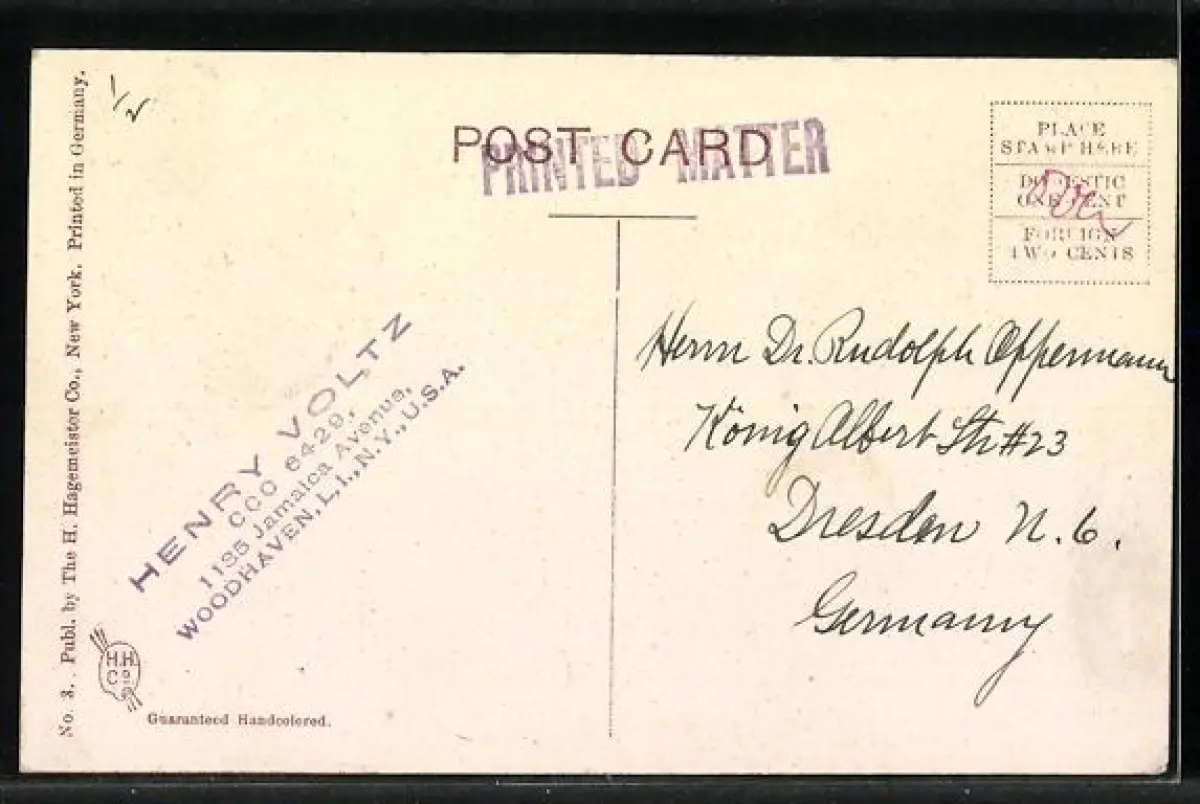 No. 3. Publ. by The H. Hagemeister Co., New York. Printed in Germany.
1/2
POST CARD
PRINTED MATTER
PLACE
STAMP HERE
DOMESTIC
ONE CENT
FOREIGN
TWO CENTS
HENRY VOLTZ
CCC 6429,
1135 Jamaica Avenue,
WOODHAVEN, L.I., N.Y., U.S.A.
Herrn Dr. Rudolph Oppermann
König Albert Str #23
Dresden N. 6.
Germany
H.H.
Co
Guaranteed Handcolored.